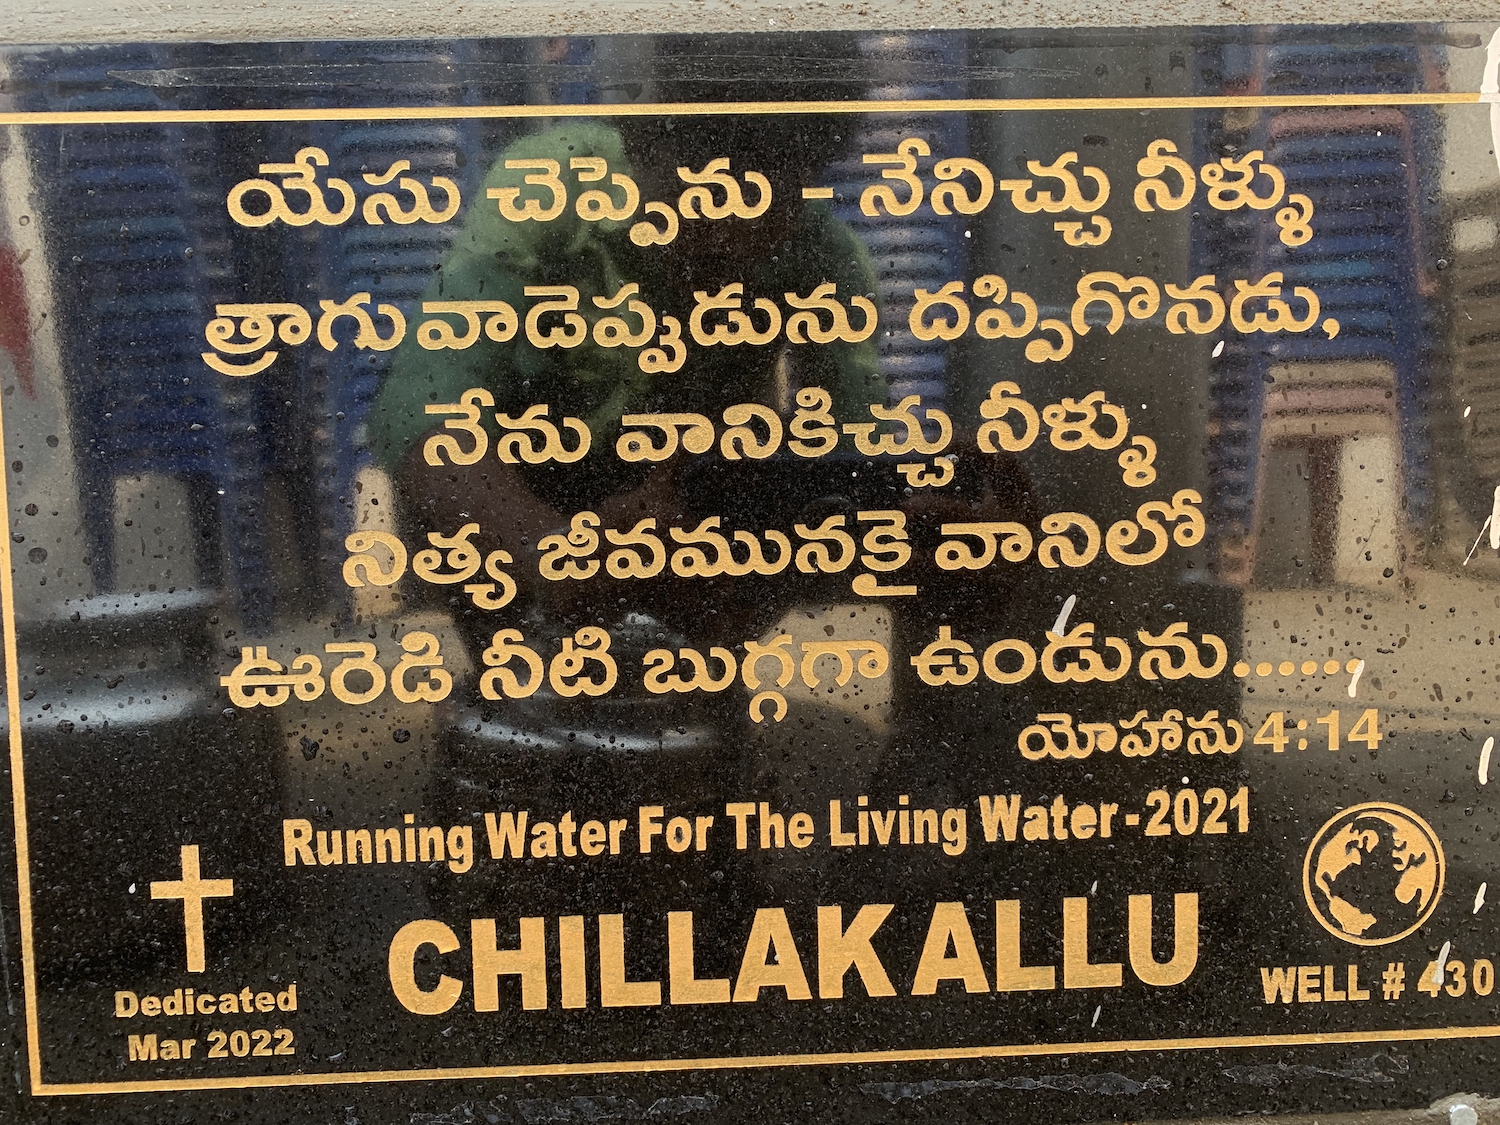 యేసు చెప్పెను - నేనిచ్చు నీళ్ళు
త్రాగువాడెప్పుడును దప్పిగొనడు,
నేను వానికిచ్చు నీళ్ళు
నిత్య జీవమునకై వానిలో
ఊరెడి నీటి బుగ్గగా ఉండును......
యోహాను 4:14
Running Water For The Living Water-2021
CHILLAKALLU
Dedicated
Mar 2022
WELL # 430